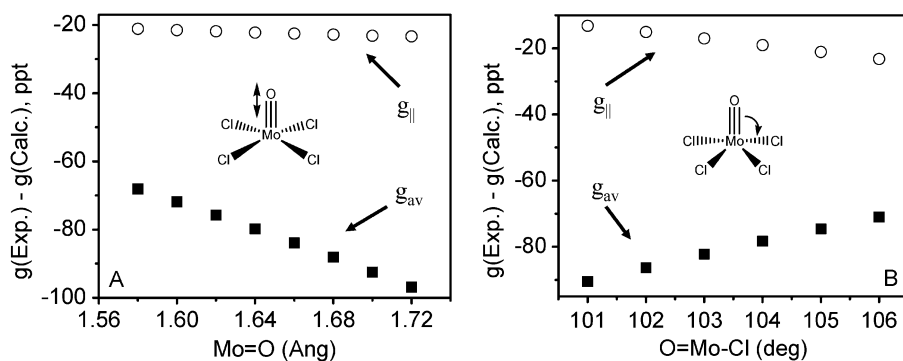 g(Exp.) - g(Calc.), ppt
-20
-40
-60
-80
-100
1.56 1.60 1.64 1.68 1.72
Mo=O (Ang)
A
O
Mo
Cl Cl
Cl Cl
g||
gav
g(Exp.) - g(Calc.), ppt
-20
-40
-60
-80
101 102 103 104 105 106
O=Mo-Cl (deg)
B
O
Cl Mo Cl
Cl Cl
g||
gav